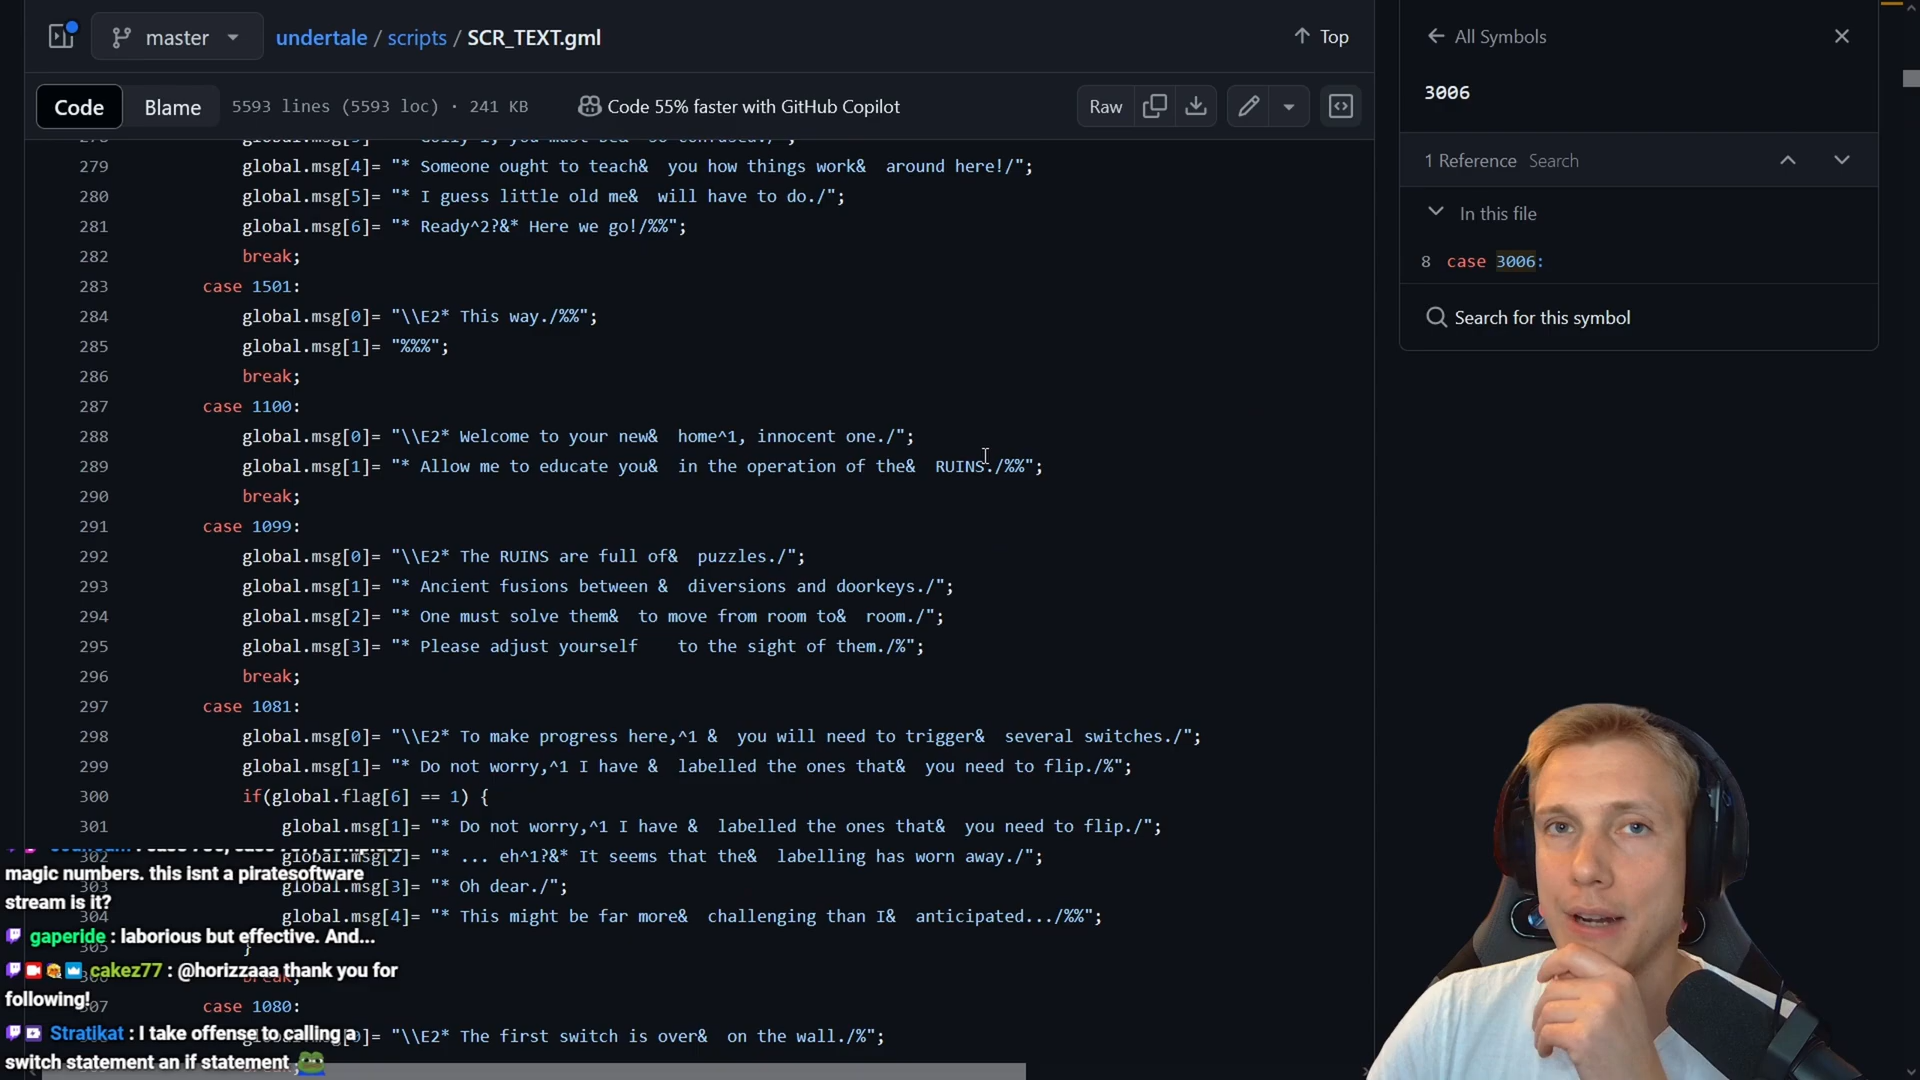 master
undertale / scripts / SCR_TEXT.gml
Top
Code Blame 5593 lines (5593 loc) · 241 KB Code 55% faster with GitHub Copilot Raw
279 global.msg[4]= "* Someone ought to teach&  you how things work&  around here!/";
280 global.msg[5]= "* I guess little old me&  will have to do./";
281 global.msg[6]= "* Ready^2?&* Here we go!/%%";
282 break;
283 case 1501:
284 global.msg[0]= "\\E2* This way./%%";
285 global.msg[1]= "%%%";
286 break;
287 case 1100:
288 global.msg[0]= "\\E2* Welcome to your new&  home^1, innocent one./";
289 global.msg[1]= "* Allow me to educate you&  in the operation of the&  RUINS./%%";
290 break;
291 case 1099:
292 global.msg[0]= "\\E2* The RUINS are full of&  puzzles./";
293 global.msg[1]= "* Ancient fusions between &  diversions and doorkeys./";
294 global.msg[2]= "* One must solve them&  to move from room to&  room./";
295 global.msg[3]= "* Please adjust yourself    to the sight of them./%";
296 break;
297 case 1081:
298 global.msg[0]= "\\E2* To make progress here,^1 &  you will need to trigger&  several switches./";
299 global.msg[1]= "* Do not worry,^1 I have &  labelled the ones that&  you need to flip./%";
300 if(global.flag[6] == 1) {
301 global.msg[1]= "* Do not worry,^1 I have &  labelled the ones that&  you need to flip./";
302 global.msg[2]= "* ... eh^1?&* It seems that the&  labelling has worn away./";
303 global.msg[3]= "* Oh dear./";
304 global.msg[4]= "* This might be far more&  challenging than I&  anticipated.../%%";
305 }
306 break;
307 case 1080:
global.msg[0]= "\\E2* The first switch is over&  on the wall./%";
All Symbols
3006
1 Reference Search
In this file
8 case 3006:
Search for this symbol
magic numbers. this isnt a piratesoftware
stream is it?
gaperide : laborious but effective. And...
cakez77 : @horizzaaa thank you for
following!
Stratikat : I take offense to calling a
switch statement an if statement